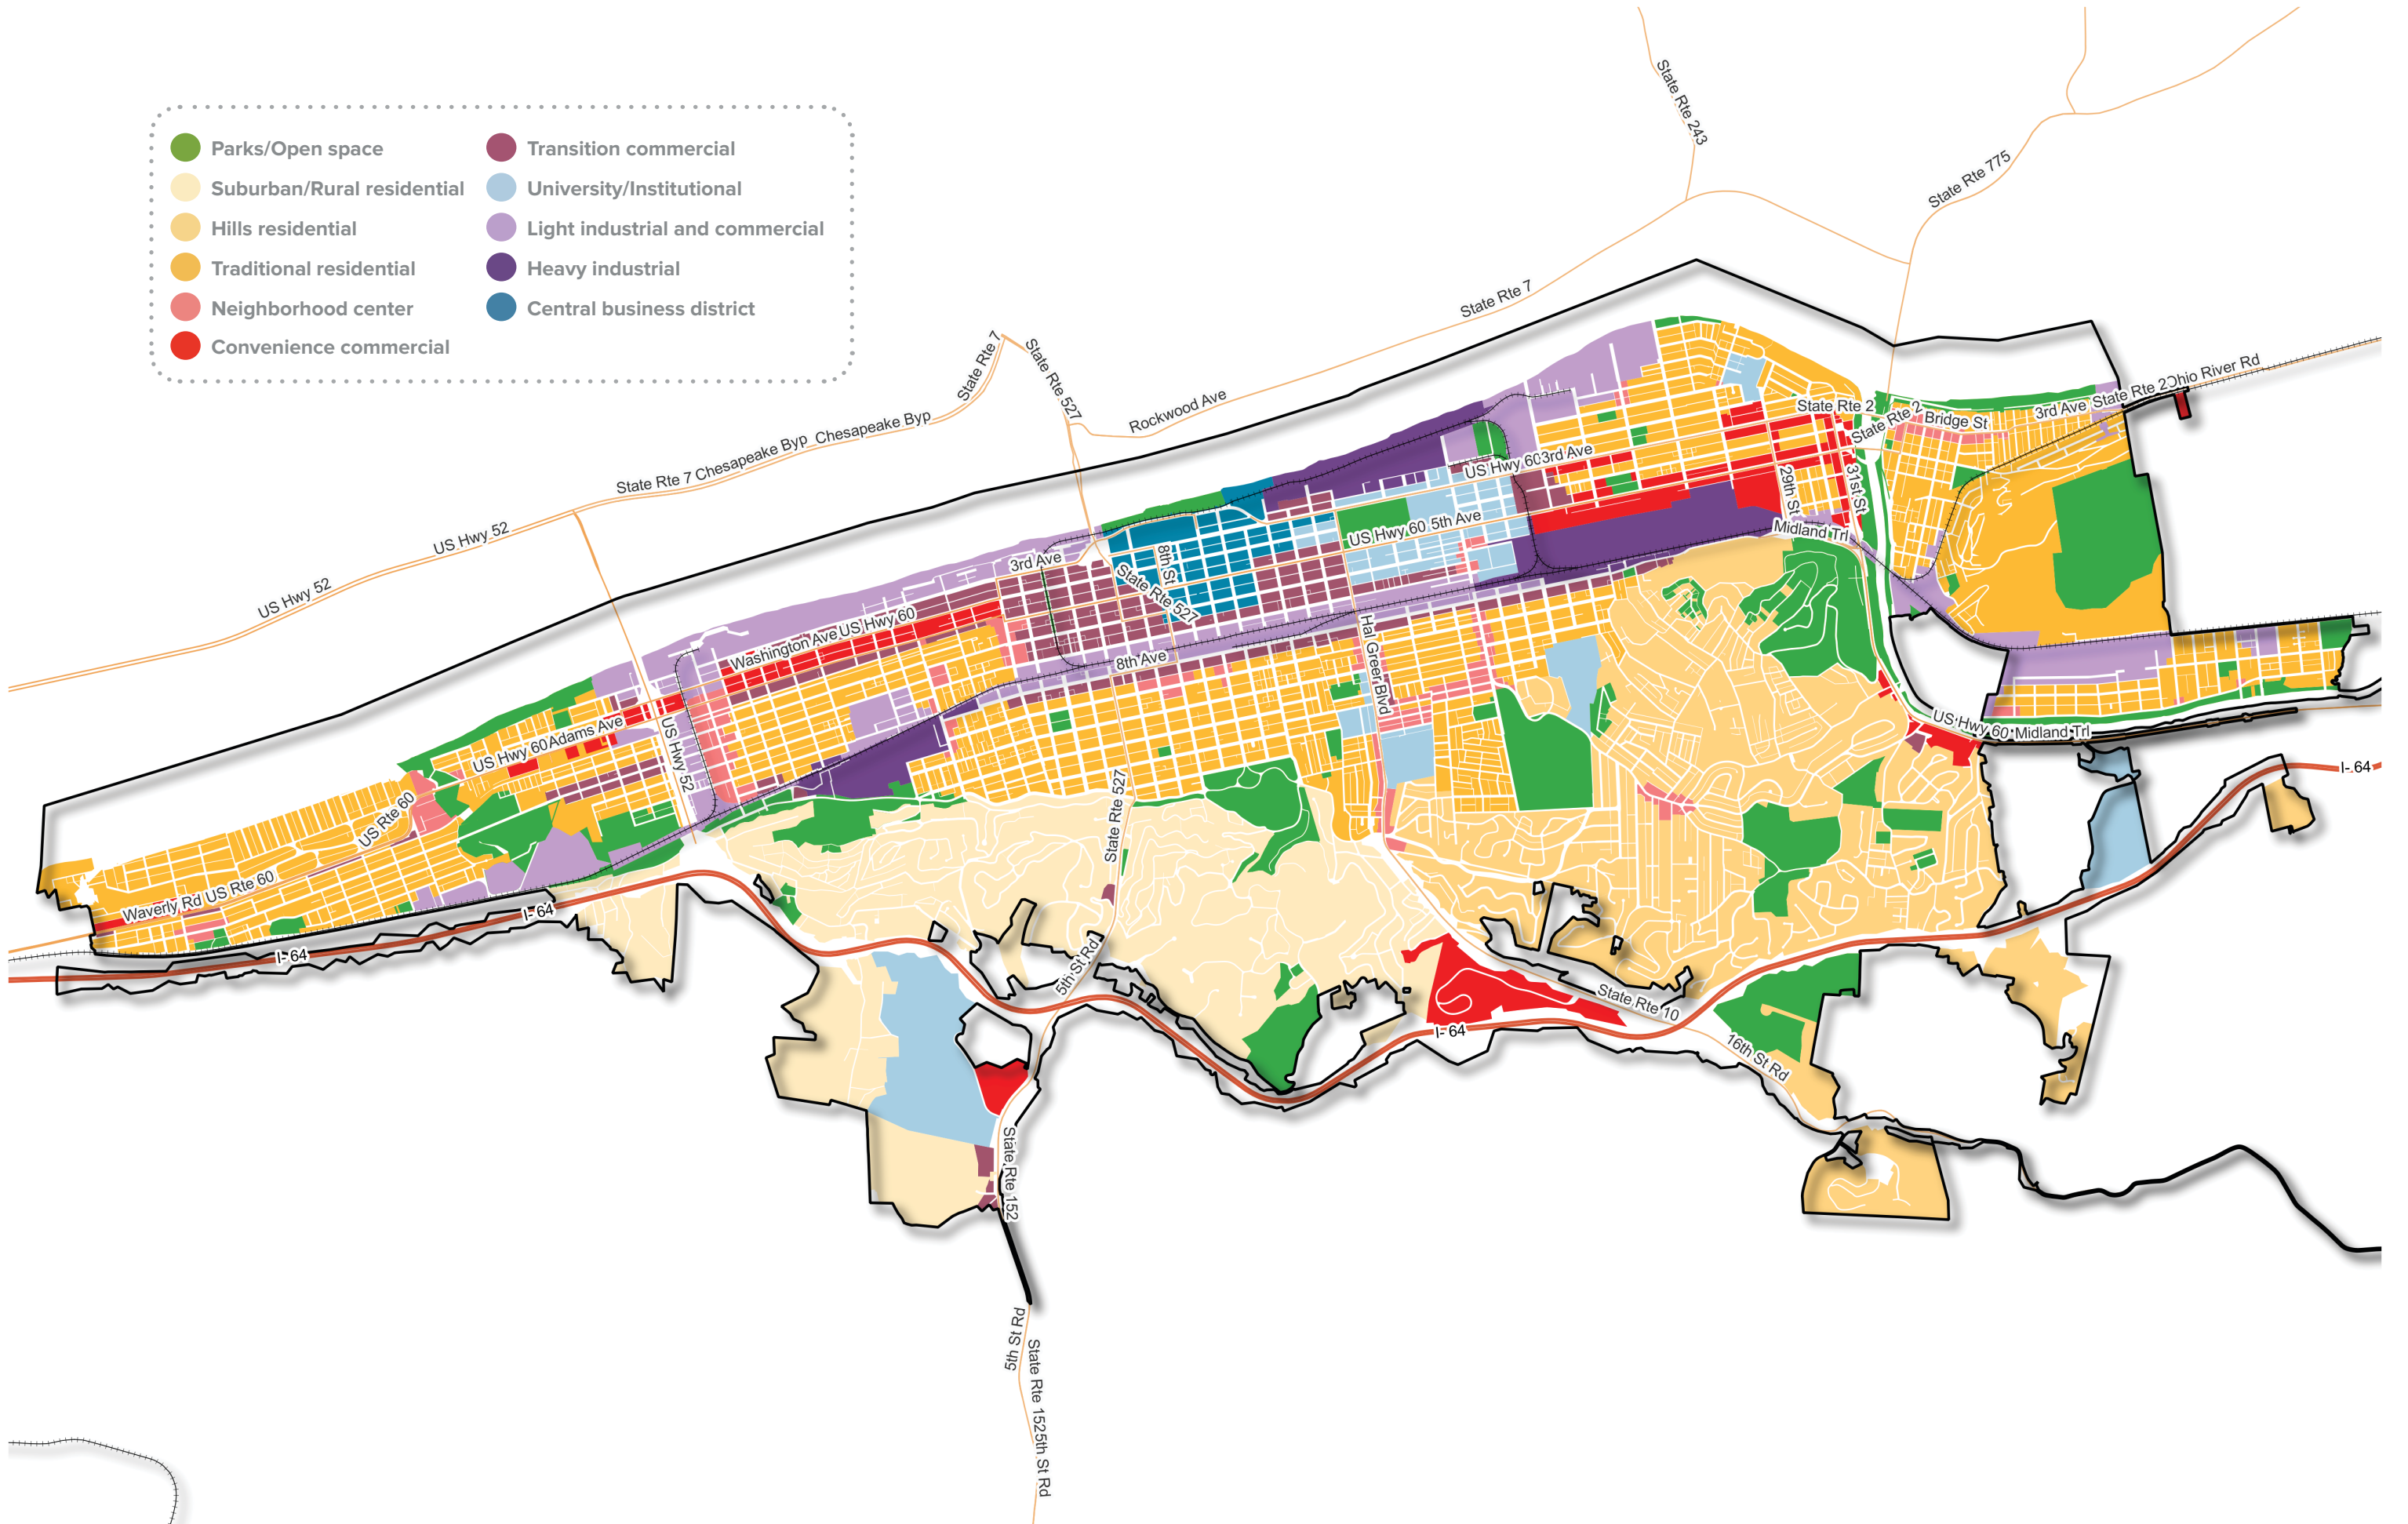 Parks/Open space
Suburban/Rural residential
Hills residential
Traditional residential
Neighborhood center
Convenience commercial
Transition commercial
University/Institutional
Light industrial and commercial
Heavy industrial
Central business district
State Rte 243
State Rte 775
State Rte 7
State Rte 7
State Rte 527
Rockwood Ave
Chesapeake Byp
State Rte 7 Chesapeake Byp
US Hwy 52
US Hwy 52
State Rte 2
State Rte 2
Bridge St
3rd Ave
State Rte 2
Ohio River Rd
US Hwy 60
3rd Ave
29th St
31st St
Midland Trl
US Hwy 60 5th Ave
3rd Ave
8th St
State Rte 527
Washington Ave
US Hwy 60
8th Ave
Hal Greer Blvd
US Hwy 60
Adams Ave
US Hwy 52
US Rte 60
State Rte 527
US Hwy 60
Midland Trl
I- 64
Waverly Rd
US Rte 60
I- 64
I- 64
5th St Rd
State Rte 10
I- 64
16th St Rd
State Rte 152
5th St Rd
State Rte 152
5th St Rd